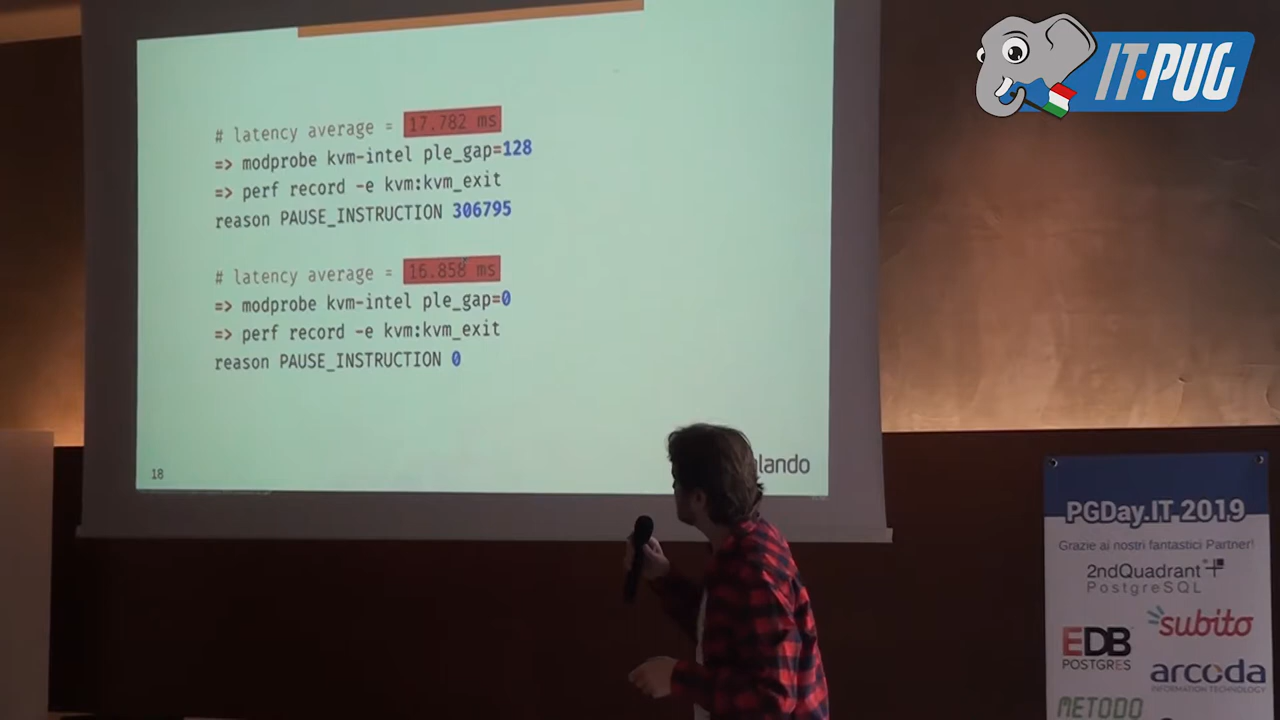 # latency average = 17.782 ms
=> modprobe kvm-intel ple_gap=128
=> perf record -e kvm:kvm_exit
reason PAUSE_INSTRUCTION 306795
# latency average = 16.858 ms
=> modprobe kvm-intel ple_gap=0
=> perf record -e kvm:kvm_exit
reason PAUSE_INSTRUCTION 0
18
lando
IT·PUG
PGDay.IT 2019
Grazie ai nostri fantastici Partner!
2ndQuadrant+
PostgreSQL
subito
EDB
POSTGRES
arcoda
INFORMATION TECHNOLOGY
METODO